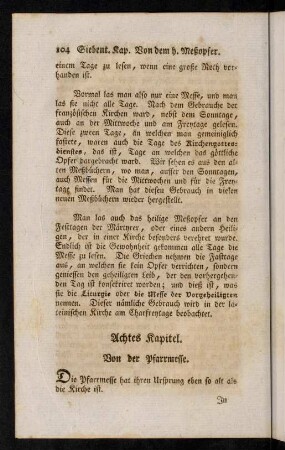 104 Siebent. Kap. Von dem h. Meßopfer.
einem Tage zu lesen, wenn eine große Noth vor-
handen ist.
Vormal las man also nur eine Messe, und man
las sie nicht alle Tage. Nach dem Gebrauche der
französischen Kirchen ward, nebst dem Sonntage,
auch an der Mittwoche und am Freytage gelesen.
Diese zween Tage, an welchen man gemeiniglich
fastete, waren auch die Tage des Kirchengottes-
dienstes, das ist, Tage an welchen das göttliche
Opfer dargebracht ward. Wir sehen es aus den
alten Meßbüchern, wo man, ausser den Sonntagen,
auch Messen für die Mittwochen und für die Frey-
tag findet. Man hat diesen Gebrauch in vielen
neuen Meßbüchern wieder hergestellt.
Man las auch das heilige Meßopfer an den
Festtagen der Märtyrer, oder eines andern Heili-
gen, der in einer Kirche besonders verehret wurde.
Endlich ist die Gewohnheit gekommen alle Tage die
Messe zu lesen. Die Griechen nehmen die Fasttage
aus, an welchen sie kein Opfer verrichten, sondern
geniessen den geheiligten Leib, der den vorhergehen-
den Tag ist konsekrirt worden; und dieß ist, was
sie die Liturgie oder die Messe der Vorgeheiligten
nennen. Dieser nämliche Gebrauch wird in der la-
teinischen Kirche am Charfreytage beobachtet.
Achtes Kapitel.
Von der Pfarrmesse.
Die Pfarrmesse hat ihren Ursprung eben so alt als
die Kirche ist.
In